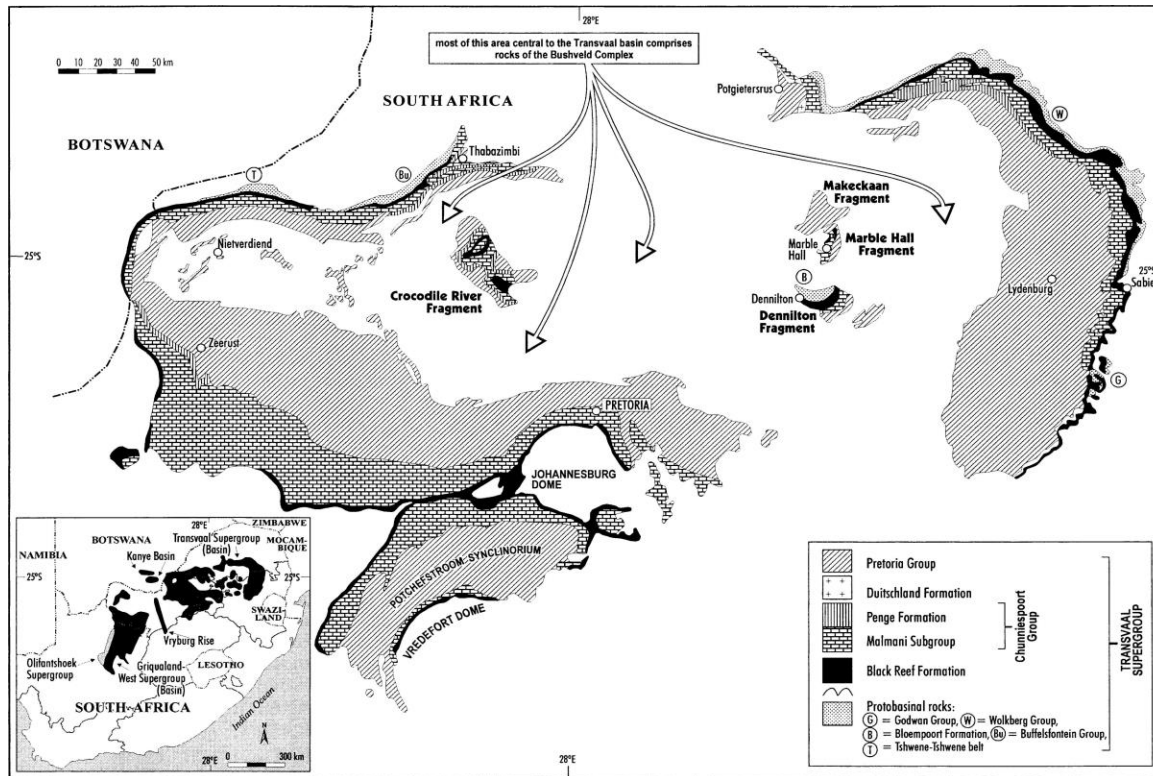 28°E
0 10 20 30 40 50 km
most of this area central to the Transvaal basin comprises
rocks of the Bushveld Complex
SOUTH AFRICA
BOTSWANA
Potgietersrus
W
Thabazimbi
Bu
T
Makeckaan
Fragment
Nietverdiend
Marble
Hall
Marble Hall
Fragment
25°S
25°S
Sabie
B
Lydenburg
Crocodile River
Fragment
Dennilton
Dennilton
Fragment
Zeerust
G
PRETORIA
JOHANNESBURG
DOME
POTCHEFSTROOM SYNCLINORIUM
VREDEFORT DOME
28°E
28°E
ZIMBABWE
Transvaal Supergroup
(Basin)
BOTSWANA
MOCAM-
BIQUE
NAMIBIA
Kanye Basin
25°S
25°S
SWAZI-
LAND
Vryburg Rise
Olifantshoek
Supergroup
Griqualand-
West Supergroup
(Basin)
LESOTHO
SOUTH AFRICA
Indian Ocean
N
0 300 km
28°E
Pretoria Group
Duitschland Formation
Penge Formation
Malmani Subgroup
Chunniespoort
Group
Black Reef Formation
TRANSVAAL
SUPERGROUP
Protobasinal rocks:
G = Godwan Group, W = Wolkberg Group,
B = Bloempoort Formation, Bu = Buffelsfontein Group,
T = Tshwene-Tshwene belt